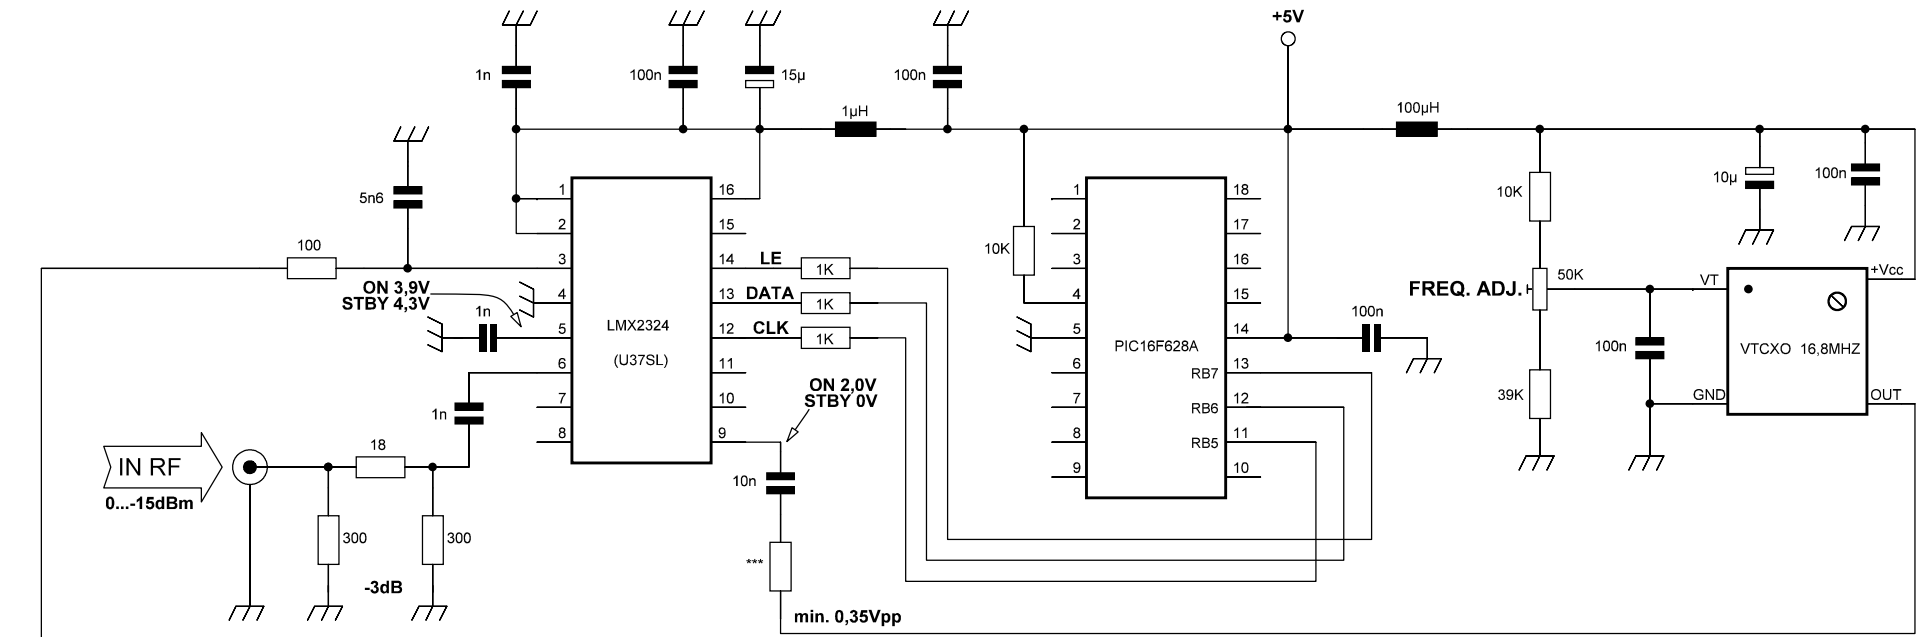 +5V
1n
100n
15µ
100n
1µH
100µH
5n6
10K
10µ
100n
1
2
3
4
5
6
7
8
16
15
14
13
12
11
10
9
LMX2324
(U37SL)
100
ON 3,9V
STBY 4,3V
1n
1n
LE
DATA
CLK
1K
1K
1K
ON 2,0V
STBY 0V
10n
***
min. 0,35Vpp
IN RF
0...-15dBm
18
300
300
-3dB
10K
1
2
3
4
5
6
7
8
9
18
17
16
15
14
13
12
11
10
PIC16F628A
RB7
RB6
RB5
100n
FREQ. ADJ.
50K
39K
100n
VT
+Vcc
GND
OUT
VTCXO 16,8MHZ